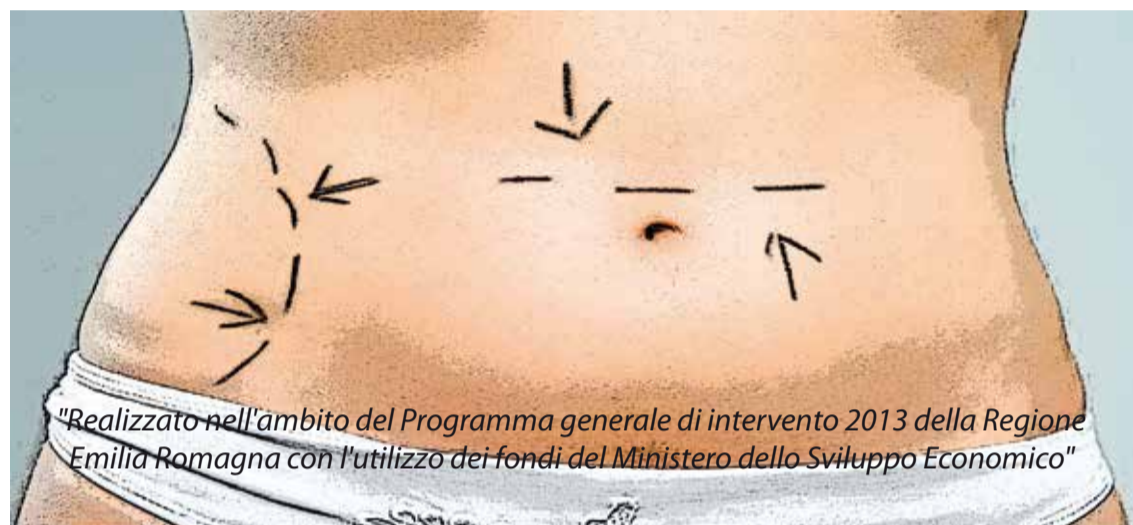 "Realizzato nell'ambito del Programma generale di intervento 2013 della Regione
Emilia Romagna con l'utilizzo dei fondi del Ministero dello Sviluppo Economico"